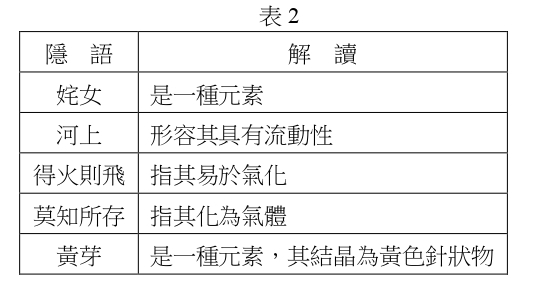 表 2
隱 語 解 讀
姹女 是一種元素
河上 形容其具有流動性
得火則飛 指其易於氣化
莫知所存 指其化為氣體
黃芽 是一種元素，其結晶為黃色針狀物